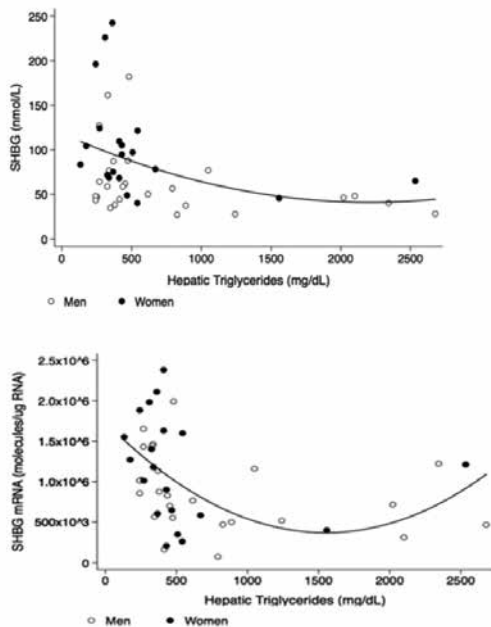 250
200
150
100
50
0
SHBG (nmol/L)
0 500 1000 1500 2000 2500
Hepatic Triglycerides (mg/dL)
Men Women
2.5x10^6
2.0x10^6
1.5x10^6
1.0x10^6
500x10^3
0
SHBG mRNA (molecules/ug RNA)
0 500 1000 1500 2000 2500
Hepatic Triglycerides (mg/dL)
Men Women